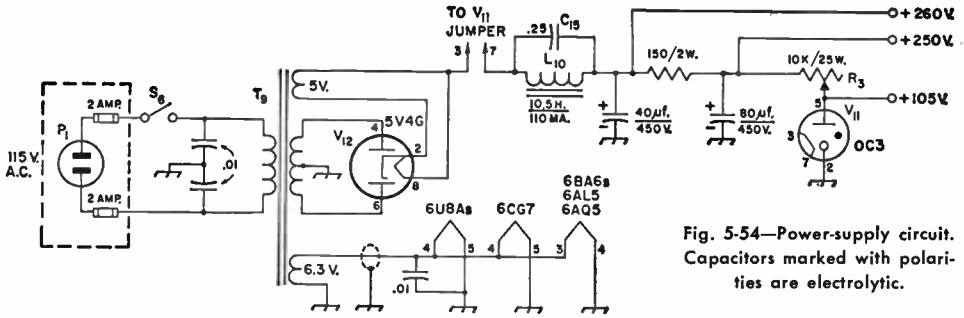 TO V11
JUMPER
3 7
.25 C15
L10
10.5 H.
110 MA.
150/2W.
+260V.
+250V.
10K/25W.
R3
+105V.
+
-
40µf.
450V.
+
-
80µf.
450V.
5 V11
3
7
2
OC3
2 AMP.
S6
P1
115 V.
A.C.
2 AMP.
.01
T9
5V.
5V4G
V12
4
2
8
6
6.3 V.
.01
6U8As
4 5
6CG7
4 5
6BA6s
6AL5
6AQ5
3 4
Fig. 5-54—Power-supply circuit.
Capacitors marked with polari-
ties are electrolytic.